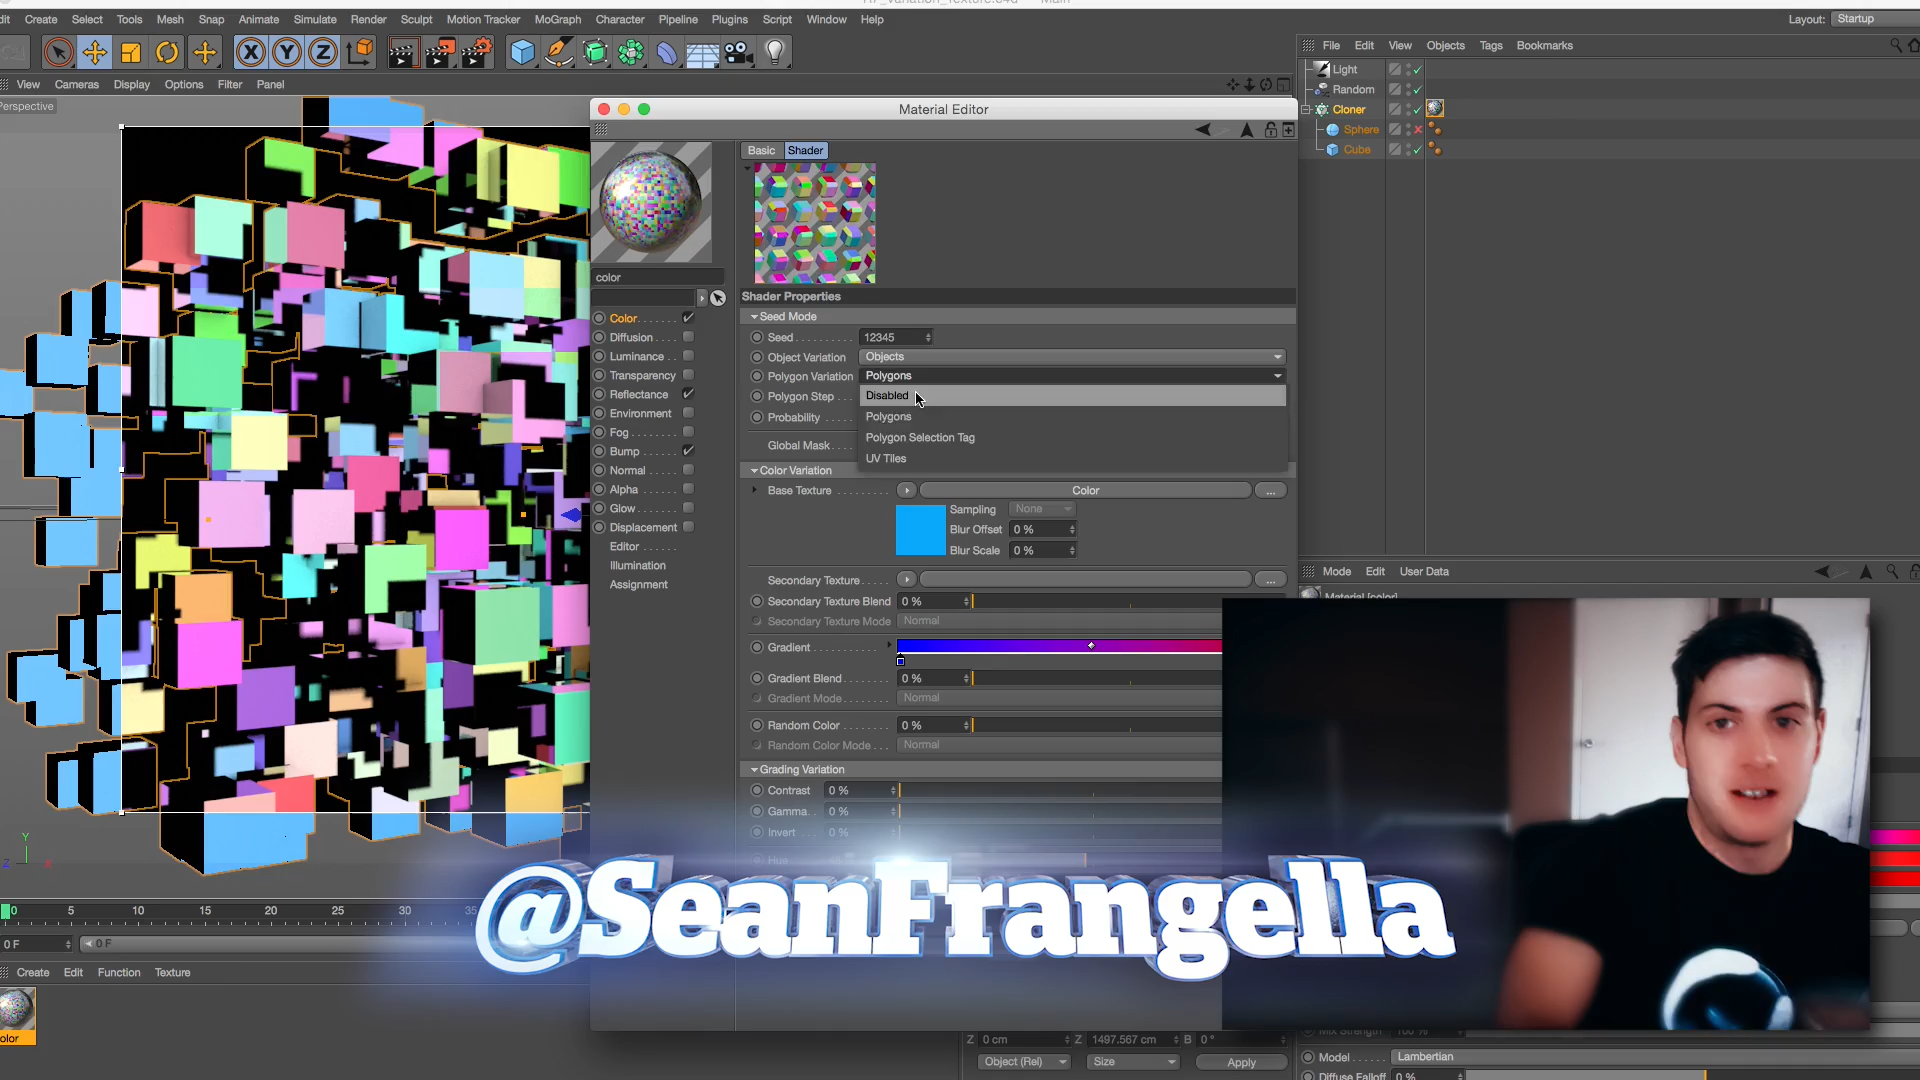 Create Select Tools Mesh Snap Animate Simulate Render Sculpt Motion Tracker MoGraph Character Pipeline Plugins Script Window Help
Layout: Startup
View Cameras Display Options Filter Panel
Perspective
File Edit View Objects Tags Bookmarks
Light
Random
Cloner
Sphere
Cube
Material Editor
Basic Shader
color
Color
Diffusion
Luminance
Transparency
Reflectance
Environment
Fog
Bump
Normal
Alpha
Glow
Displacement
Editor
Illumination
Assignment
Shader Properties
Seed Mode
Seed 12345
Object Variation Objects
Polygon Variation Polygons
Polygon Step
Probability
Global Mask
Disabled
Polygons
Polygon Selection Tag
UV Tiles
Color Variation
Base Texture Color ...
Sampling None
Blur Offset 0 %
Blur Scale 0 %
Secondary Texture ...
Secondary Texture Blend 0 %
Secondary Texture Mode Normal
Gradient
Gradient Blend 0 %
Gradient Mode Normal
Random Color 0 %
Random Color Mode Normal
Grading Variation
Contrast 0 %
Gamma 0 %
Invert 0 %
Hue
Mode Edit User Data
Material [color]
@SeanFrangella
X Y Z
0 5 10 15 20 25 30
0 F 0 F
Create Edit Function Texture
Z 0 cm Z 1497.567 cm B 0 °
Object (Rel) Size Apply
Mix Strength 100 %
Model Lambertian
Diffuse Falloff 0 %